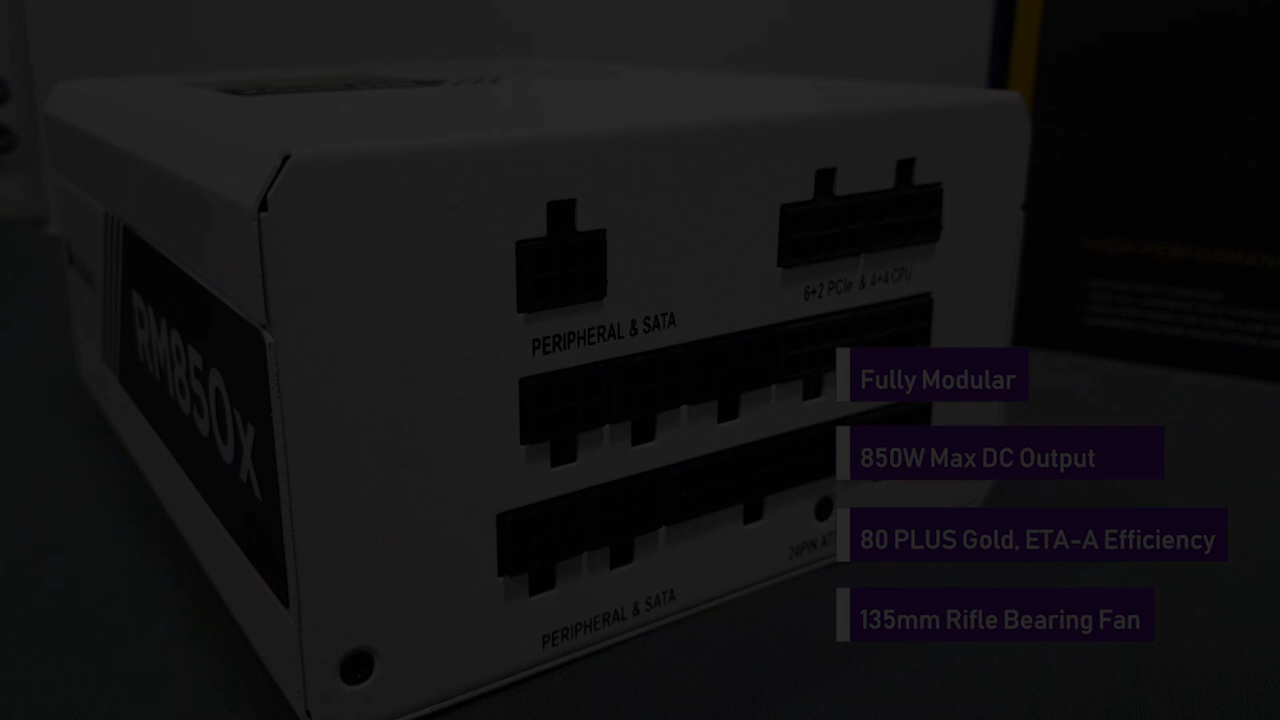 6+2 PCIe & 4+4 CPU
PERIPHERAL & SATA
RM850x
Fully Modular
850W Max DC Output
80 PLUS Gold, ETA-A Efficiency
24PIN
135mm Rifle Bearing Fan
PERIPHERAL & SATA